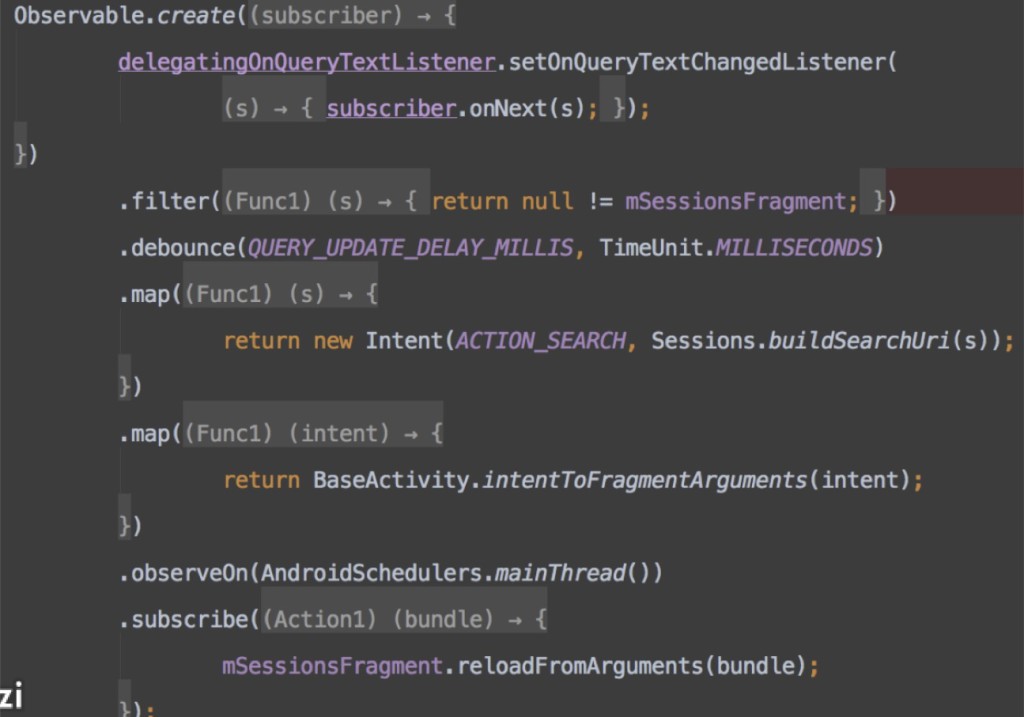 Observable.create((subscriber) → {
delegatingOnQueryTextListener.setOnQueryTextChangedListener(
(s) → { subscriber.onNext(s); });
})
.filter((Func1) (s) → { return null != mSessionsFragment; })
.debounce(QUERY_UPDATE_DELAY_MILLIS, TimeUnit.MILLISECONDS)
.map((Func1) (s) → {
return new Intent(ACTION_SEARCH, Sessions.buildSearchUri(s));
})
.map((Func1) (intent) → {
return BaseActivity.intentToFragmentArguments(intent);
})
.observeOn(AndroidSchedulers.mainThread())
.subscribe((Action1) (bundle) → {
mSessionsFragment.reloadFromArguments(bundle);
zi
});